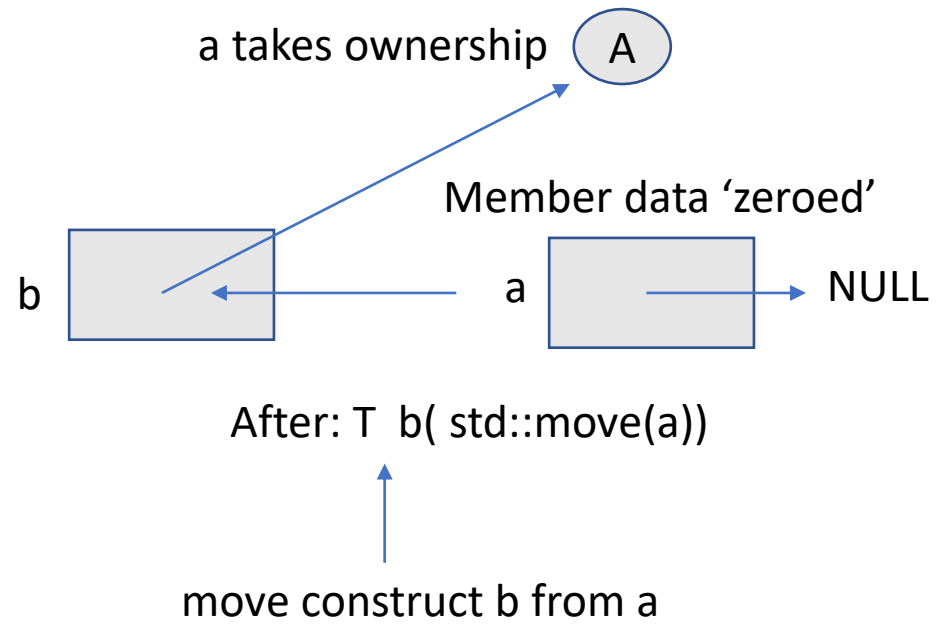 a takes ownership
A
Member data ‘zeroed’
b
a
NULL
After: T b( std::move(a))
move construct b from a